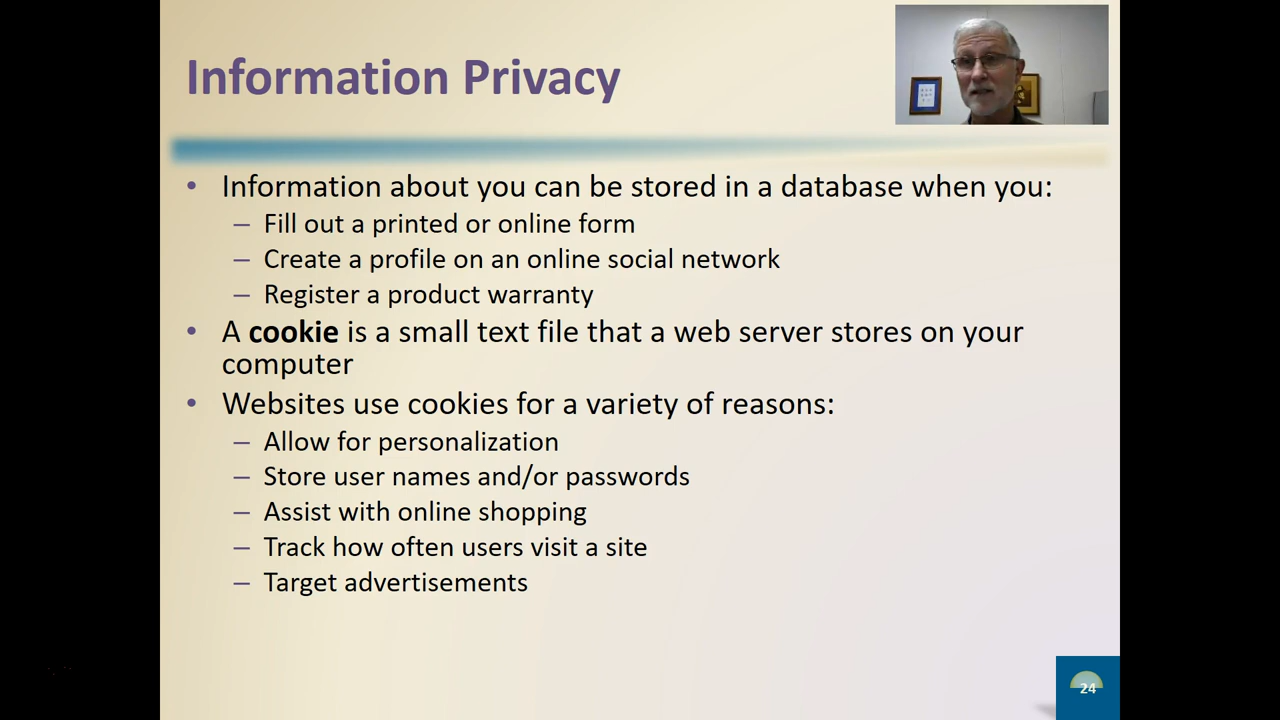 Information Privacy
• Information about you can be stored in a database when you:
– Fill out a printed or online form
– Create a profile on an online social network
– Register a product warranty
• A cookie is a small text file that a web server stores on your
computer
• Websites use cookies for a variety of reasons:
– Allow for personalization
– Store user names and/or passwords
– Assist with online shopping
– Track how often users visit a site
– Target advertisements
24